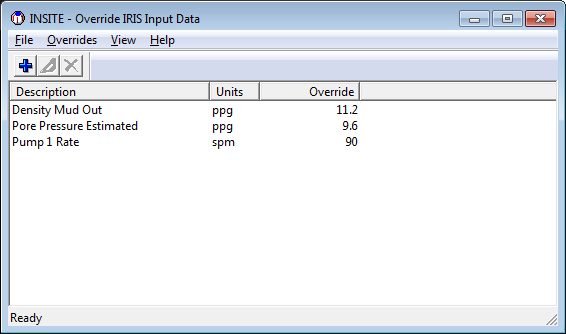 INSITE - Override IRIS Input Data
File Overrides View Help
Description Units Override
Density Mud Out ppg 11.2
Pore Pressure Estimated ppg 9.6
Pump 1 Rate spm 90
Ready